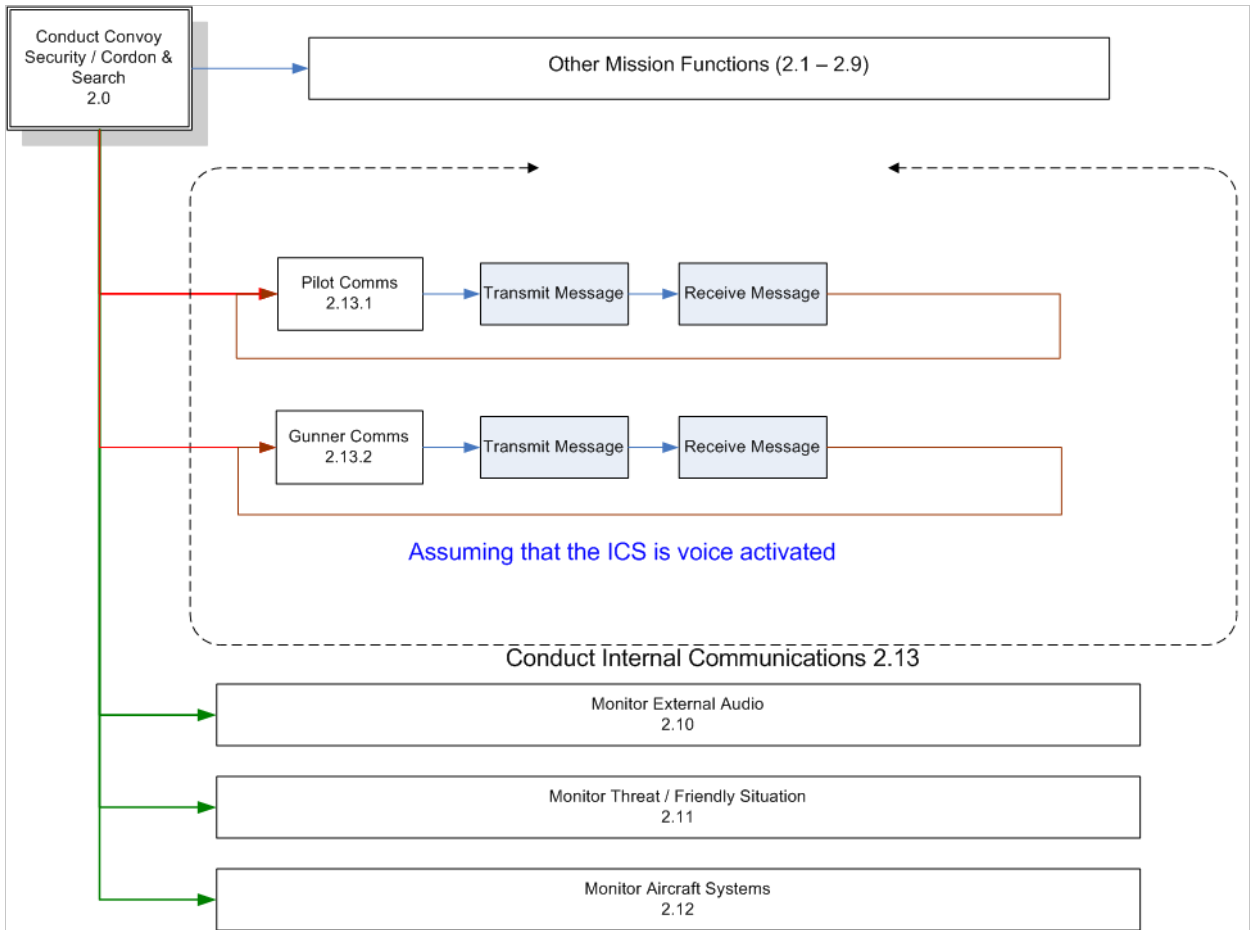 Conduct Convoy
Security / Cordon &
Search
2.0
Other Mission Functions (2.1 – 2.9)
Pilot Comms
2.13.1
Transmit Message
Receive Message
Gunner Comms
2.13.2
Transmit Message
Receive Message
Assuming that the ICS is voice activated
Conduct Internal Communications 2.13
Monitor External Audio
2.10
Monitor Threat / Friendly Situation
2.11
Monitor Aircraft Systems
2.12